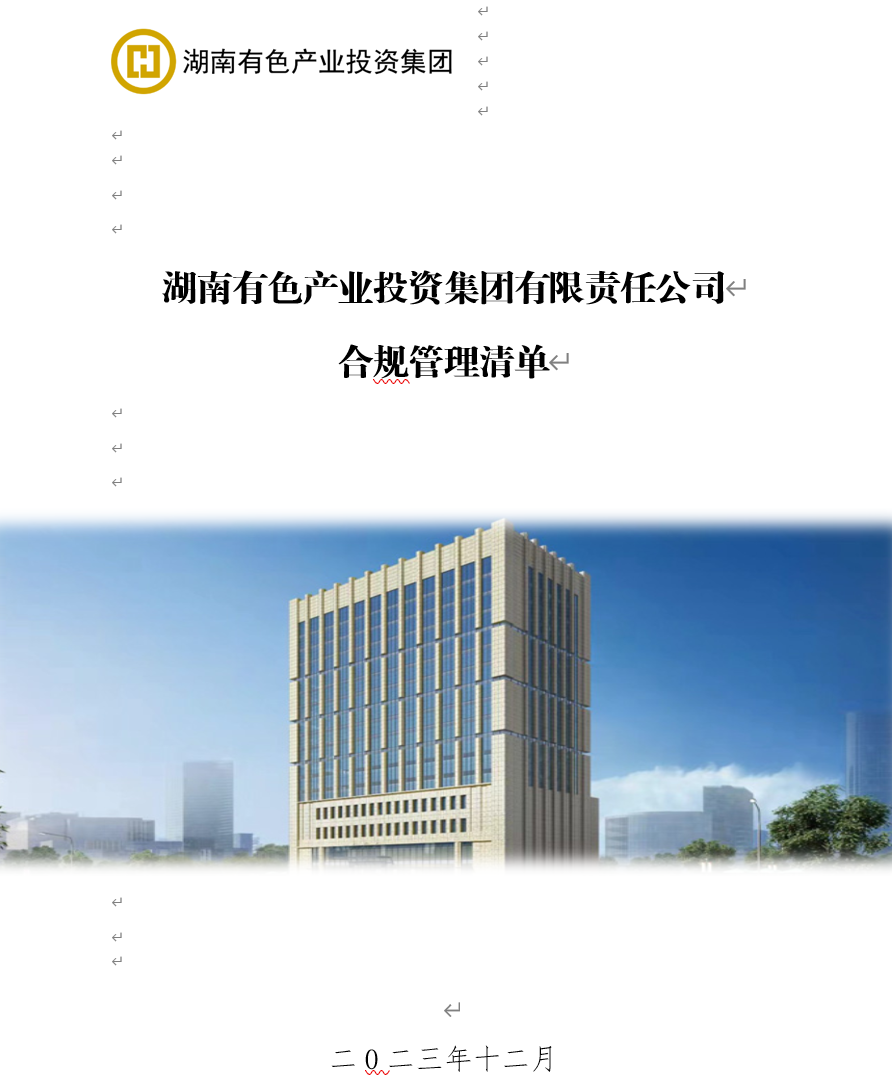 湖南有色产业投资集团
湖南有色产业投资集团有限责任公司
合规管理清单
二0二三年十二月